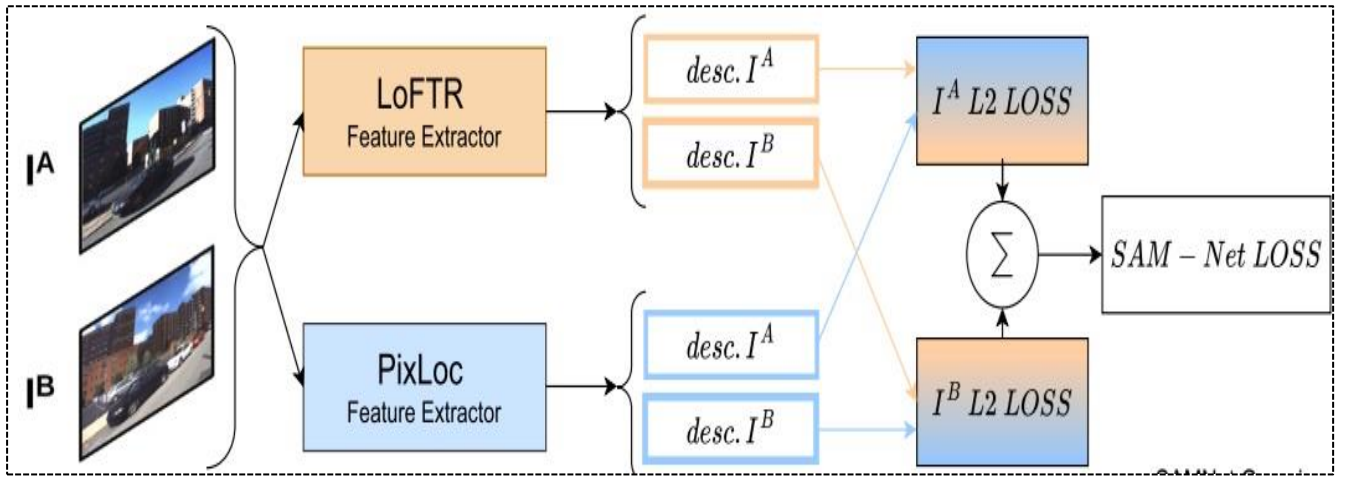 I^A
I^B
LoFTR
Feature Extractor
PixLoc
Feature Extractor
desc. I^A
desc. I^B
desc. I^A
desc. I^B
I^A L2 LOSS
∑
I^B L2 LOSS
SAM – Net LOSS